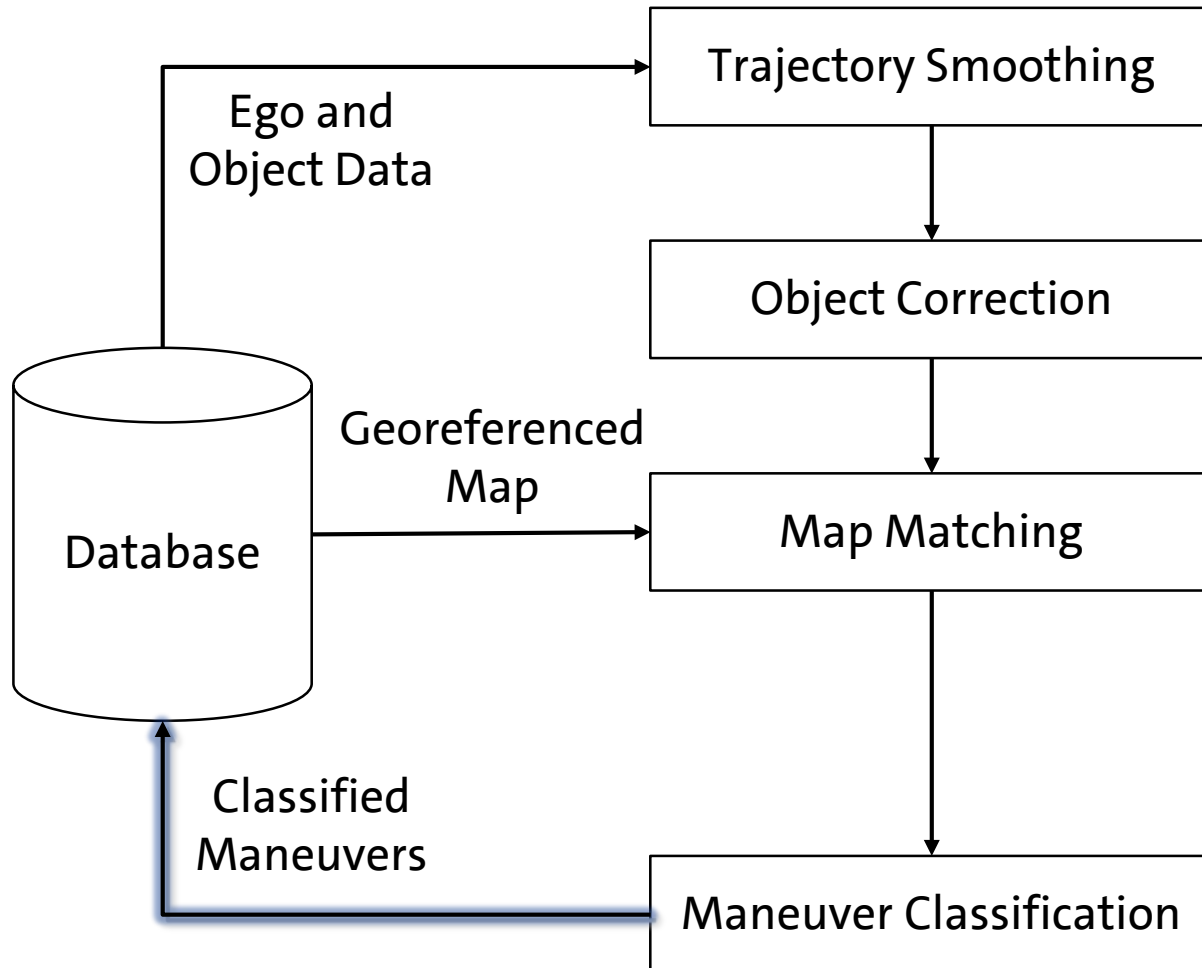 Trajectory Smoothing
Ego and
Object Data
Object Correction
Georeferenced
Map
Map Matching
Database
Classified
Maneuvers
Maneuver Classification